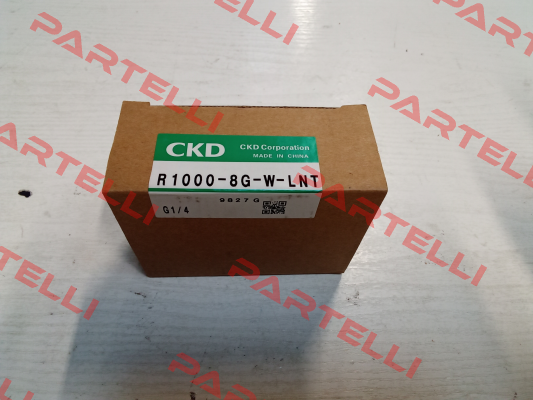 PARTELLI
PARTELLI
PARTELLI
CKD
CKD Corporation
MADE IN CHINA
R1000-8G-W-LNT
9827G
G1/4
PARTELLI
PARTELLI
PARTELLI